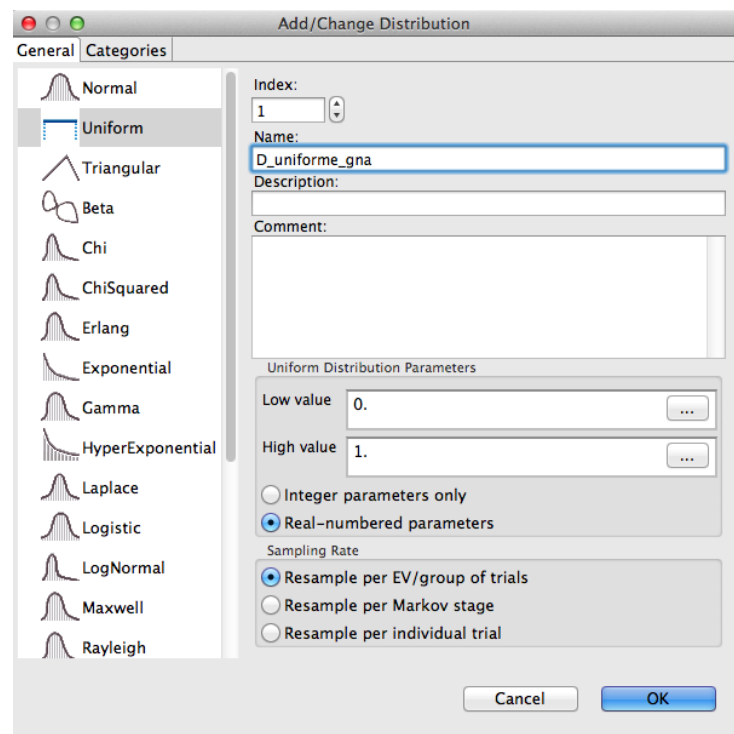 Add/Change Distribution
General Categories
Normal
Uniform
Triangular
Beta
Chi
ChiSquared
Erlang
Exponential
Gamma
HyperExponential
Laplace
Logistic
LogNormal
Maxwell
Rayleigh
Index:
1
Name:
D_uniforme_gna
Description:
Comment:
Uniform Distribution Parameters
Low value 0. ...
High value 1. ...
Integer parameters only
Real-numbered parameters
Sampling Rate
Resample per EV/group of trials
Resample per Markov stage
Resample per individual trial
Cancel OK